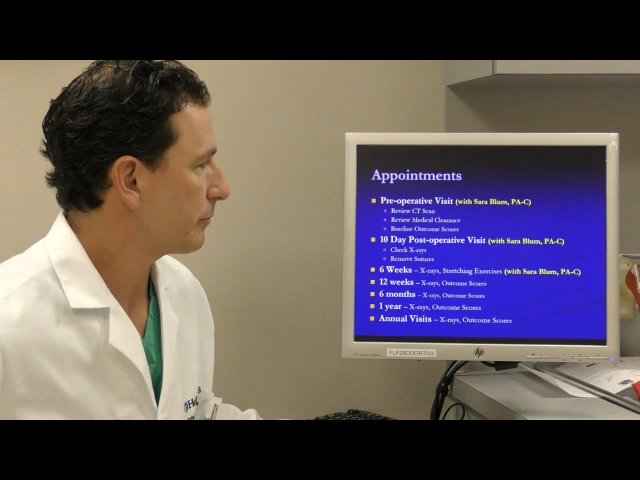 Appointments
Pre-operative Visit (with Sara Blum, PA-C)
Review CT Scan
Review Medical Clearance
Baseline Outcome Scores
10 Day Post-operative Visit (with Sara Blum, PA-C)
Check X-rays
Remove Sutures
6 Weeks – X-rays, Stretching Exercises (with Sara Blum, PA-C)
12 weeks – X-rays, Outcome Scores
6 months – X-rays, Outcome Scores
1 year – X-rays, Outcome Scores
Annual Visits – X-rays, Outcome Scores
hp